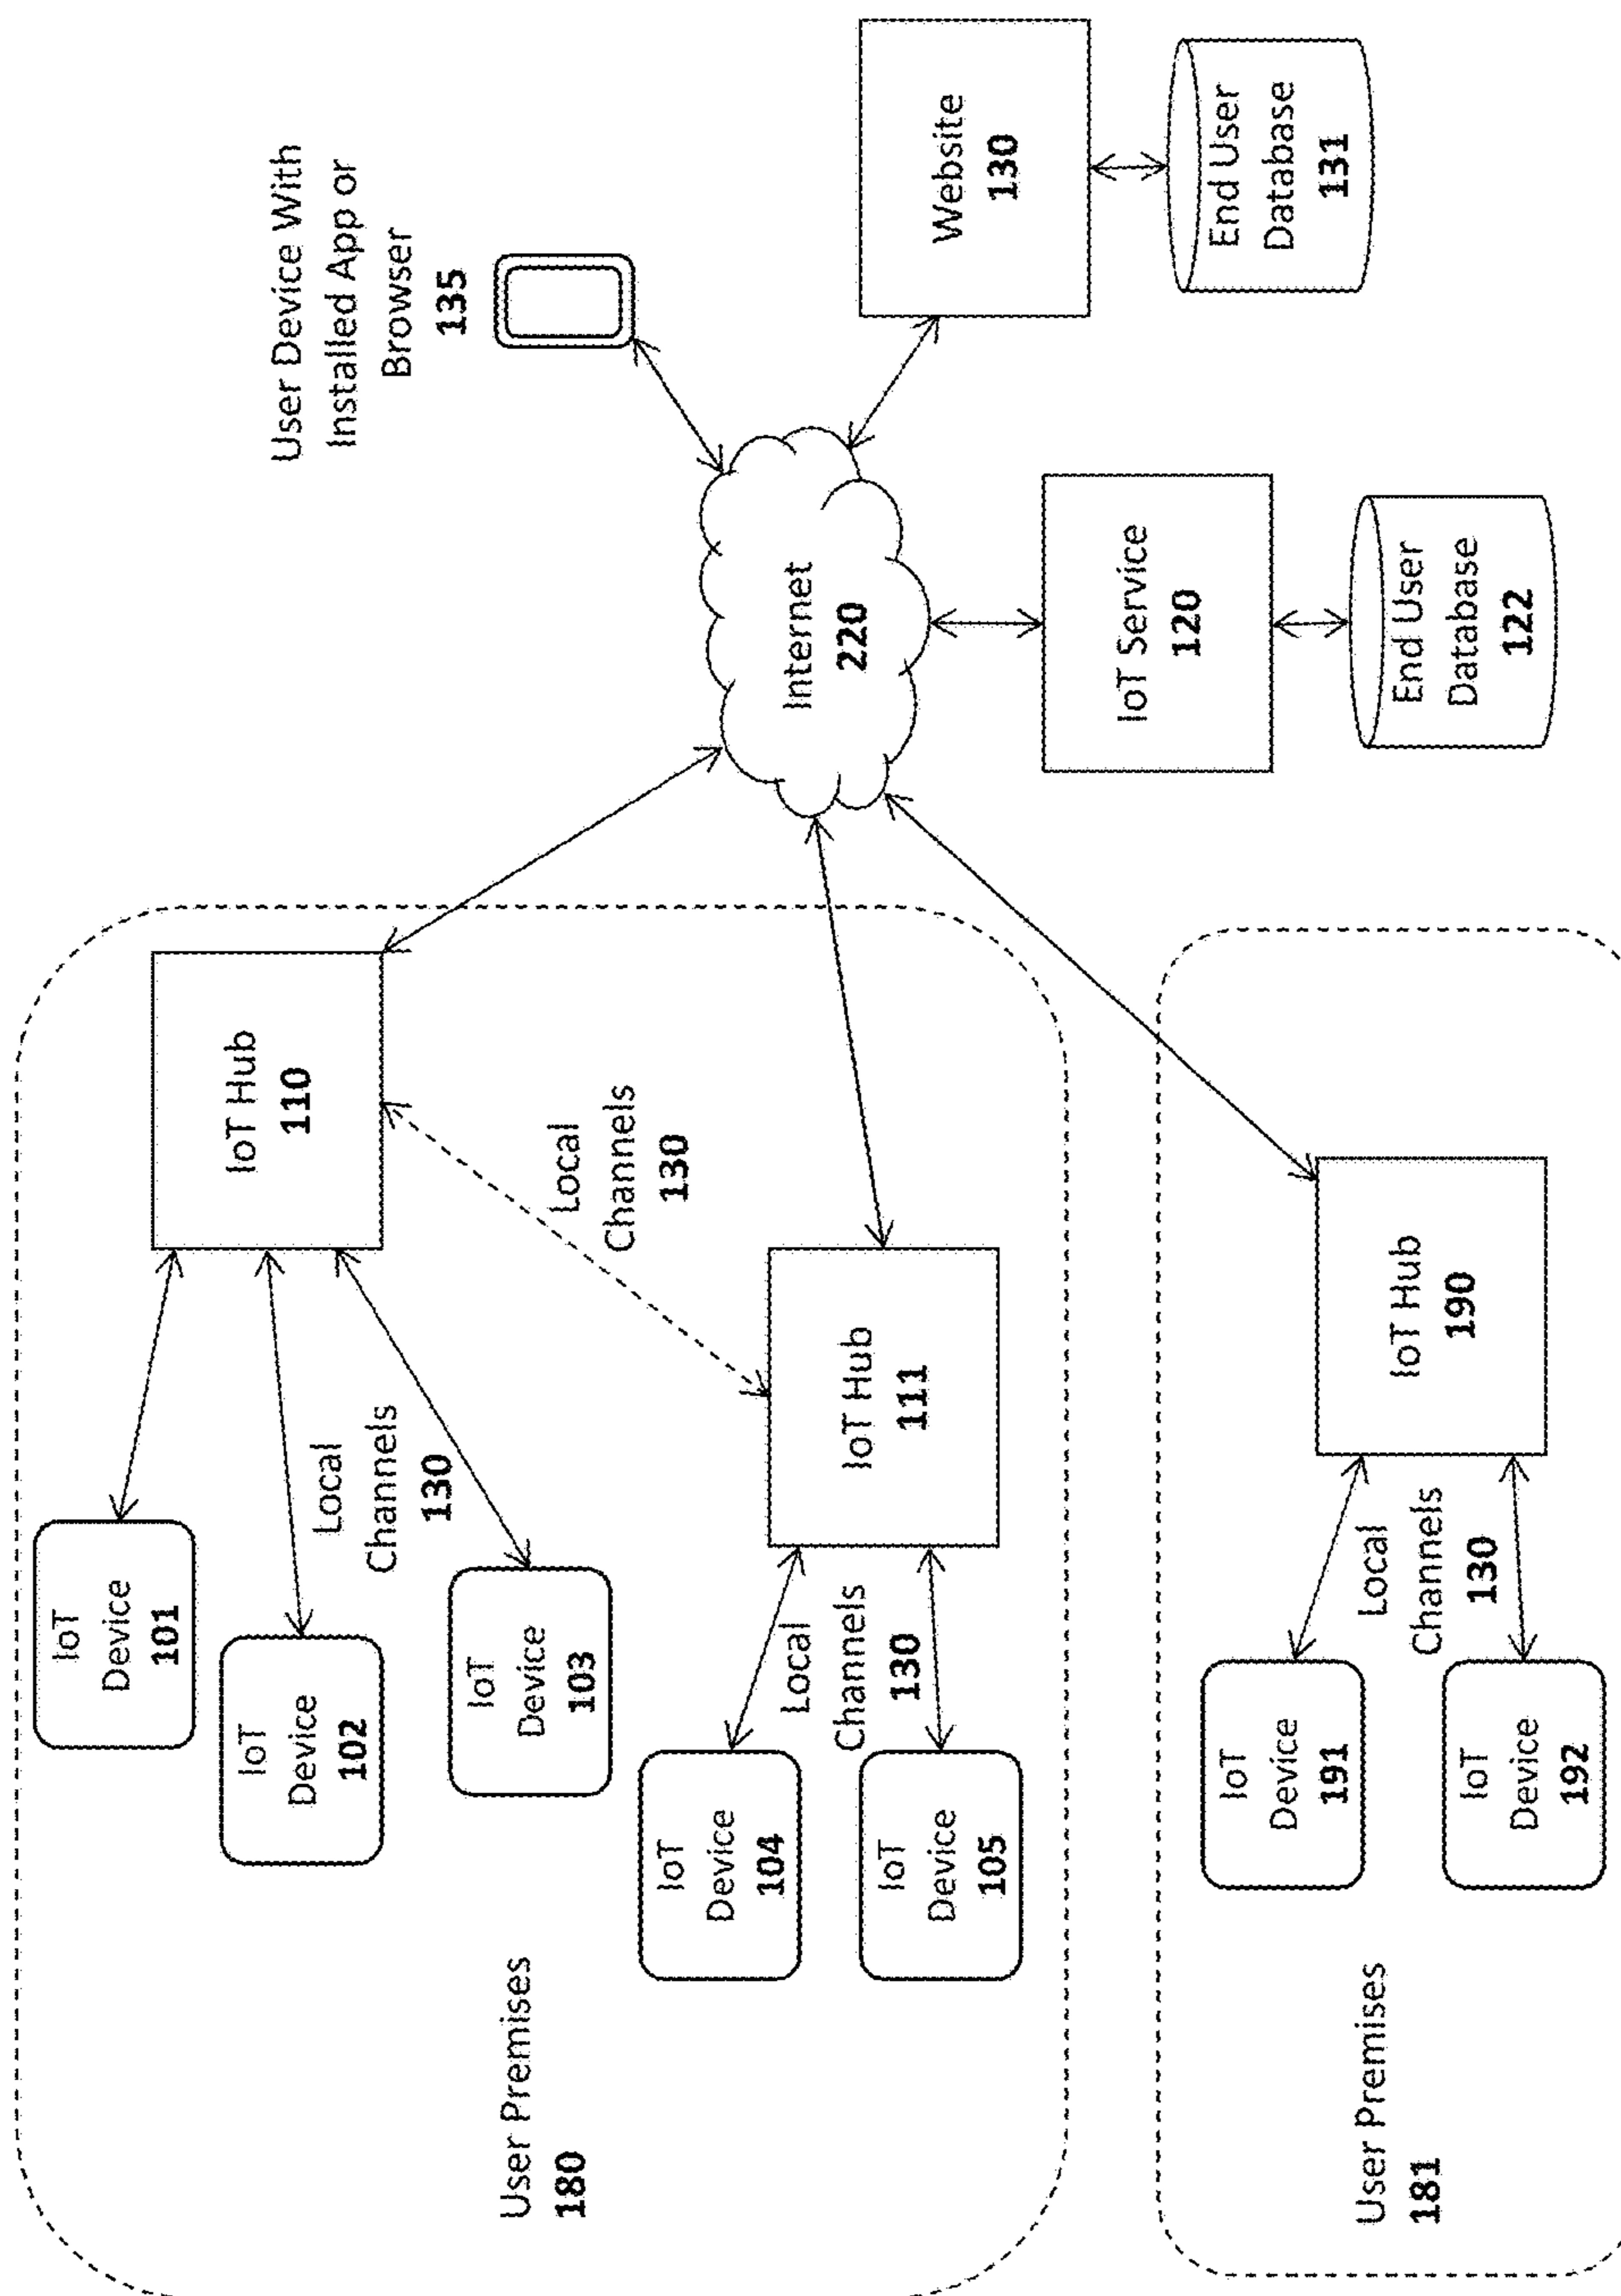 IoT
Device
101
IoT
Device
102
IoT
Device
103
Local
Channels
130
IoT Hub
110
User Device With
Installed App or
Browser
135
Local
Channels
130
User Premises
180
IoT
Device
104
IoT
Device
105
Local
Channels
130
IoT Hub
111
Internet
220
Website
130
End User
Database
131
IoT Service
120
End User
Database
122
User Premises
181
IoT
Device
191
IoT
Device
192
Local
Channels
130
IoT Hub
190